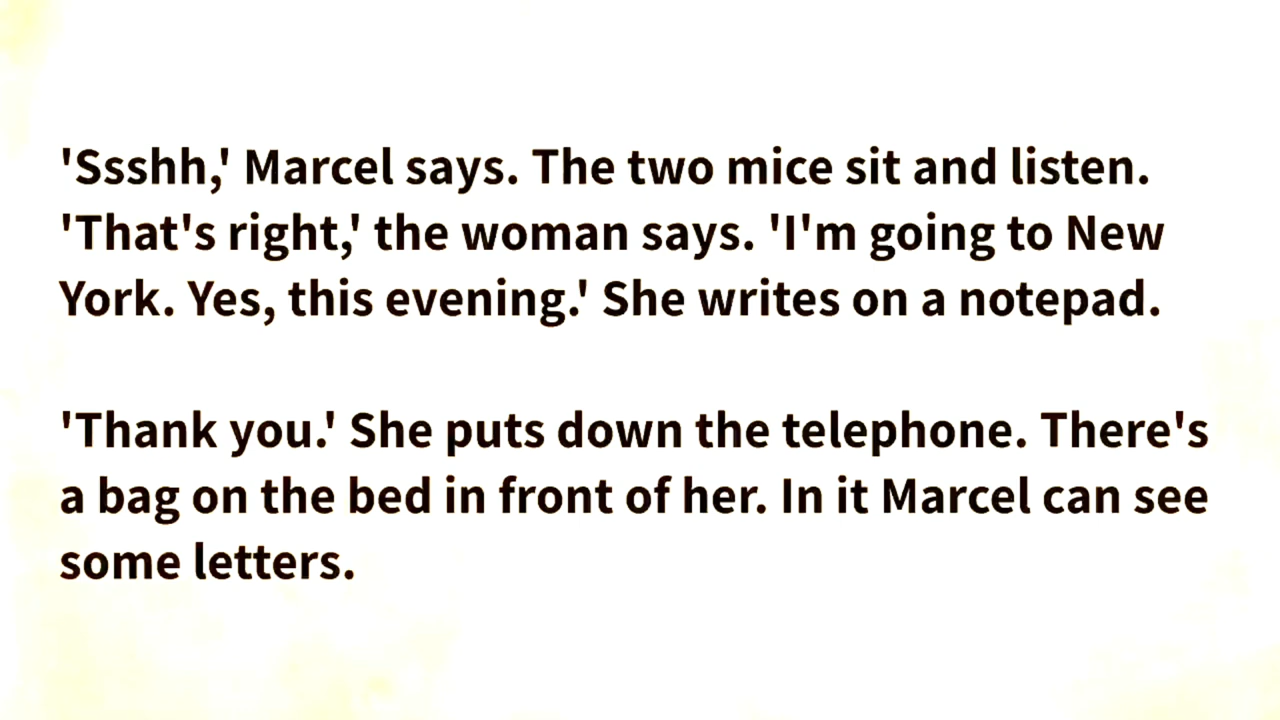 'Ssshh,' Marcel says. The two mice sit and listen.
'That's right,' the woman says. 'I'm going to New
York. Yes, this evening.' She writes on a notepad.
'Thank you.' She puts down the telephone. There's
a bag on the bed in front of her. In it Marcel can see
some letters.